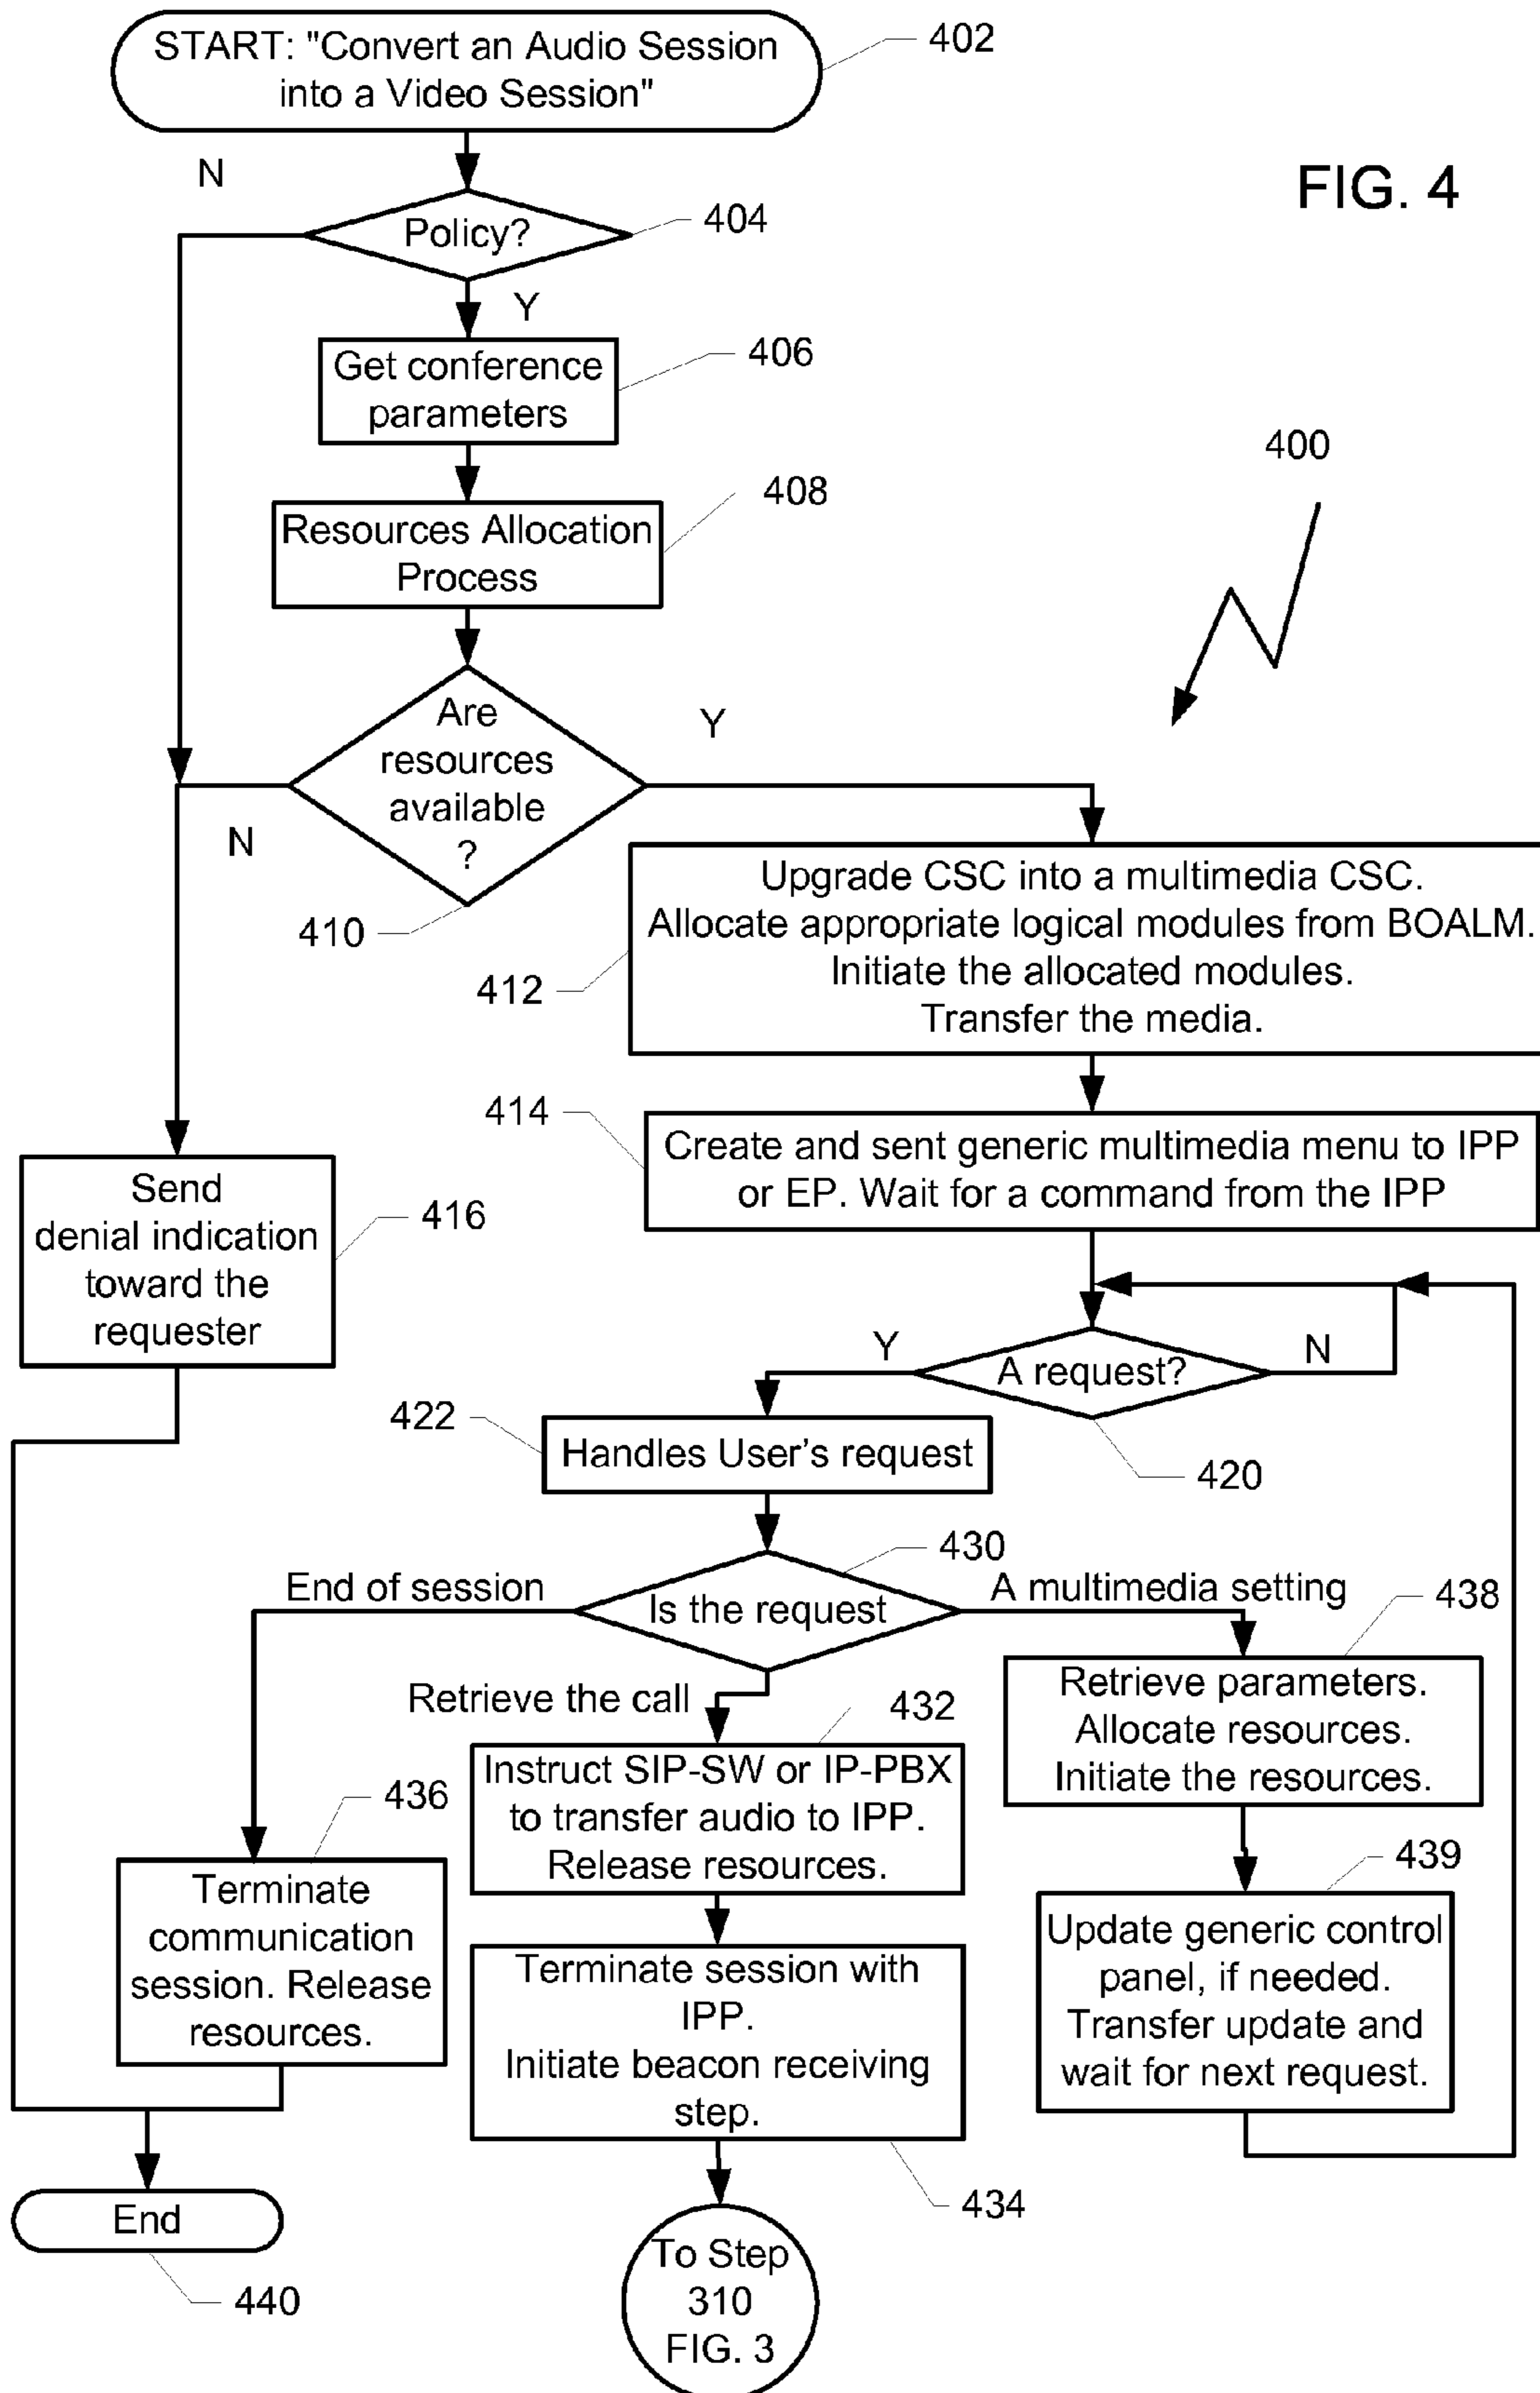 START: "Convert an Audio Session
into a Video Session"
402
FIG. 4
N
Policy?
404
Y
Get conference
parameters
406
400
Resources Allocation
Process
408
Are
resources
available
?
Y
N
410
Upgrade CSC into a multimedia CSC.
Allocate appropriate logical modules from BOALM.
Initiate the allocated modules.
Transfer the media.
412
414
Create and sent generic multimedia menu to IPP
or EP. Wait for a command from the IPP
Send
denial indication
toward the
requester
416
Y
A request?
N
420
422
Handles User's request
430
End of session
Is the request
A multimedia setting
438
Retrieve the call
432
Retrieve parameters.
Allocate resources.
Initiate the resources.
Instruct SIP-SW or IP-PBX
to transfer audio to IPP.
Release resources.
436
Terminate
communication
session. Release
resources.
439
Update generic control
panel, if needed.
Transfer update and
wait for next request.
Terminate session with
IPP.
Initiate beacon receiving
step.
434
End
440
To Step
310
FIG. 3